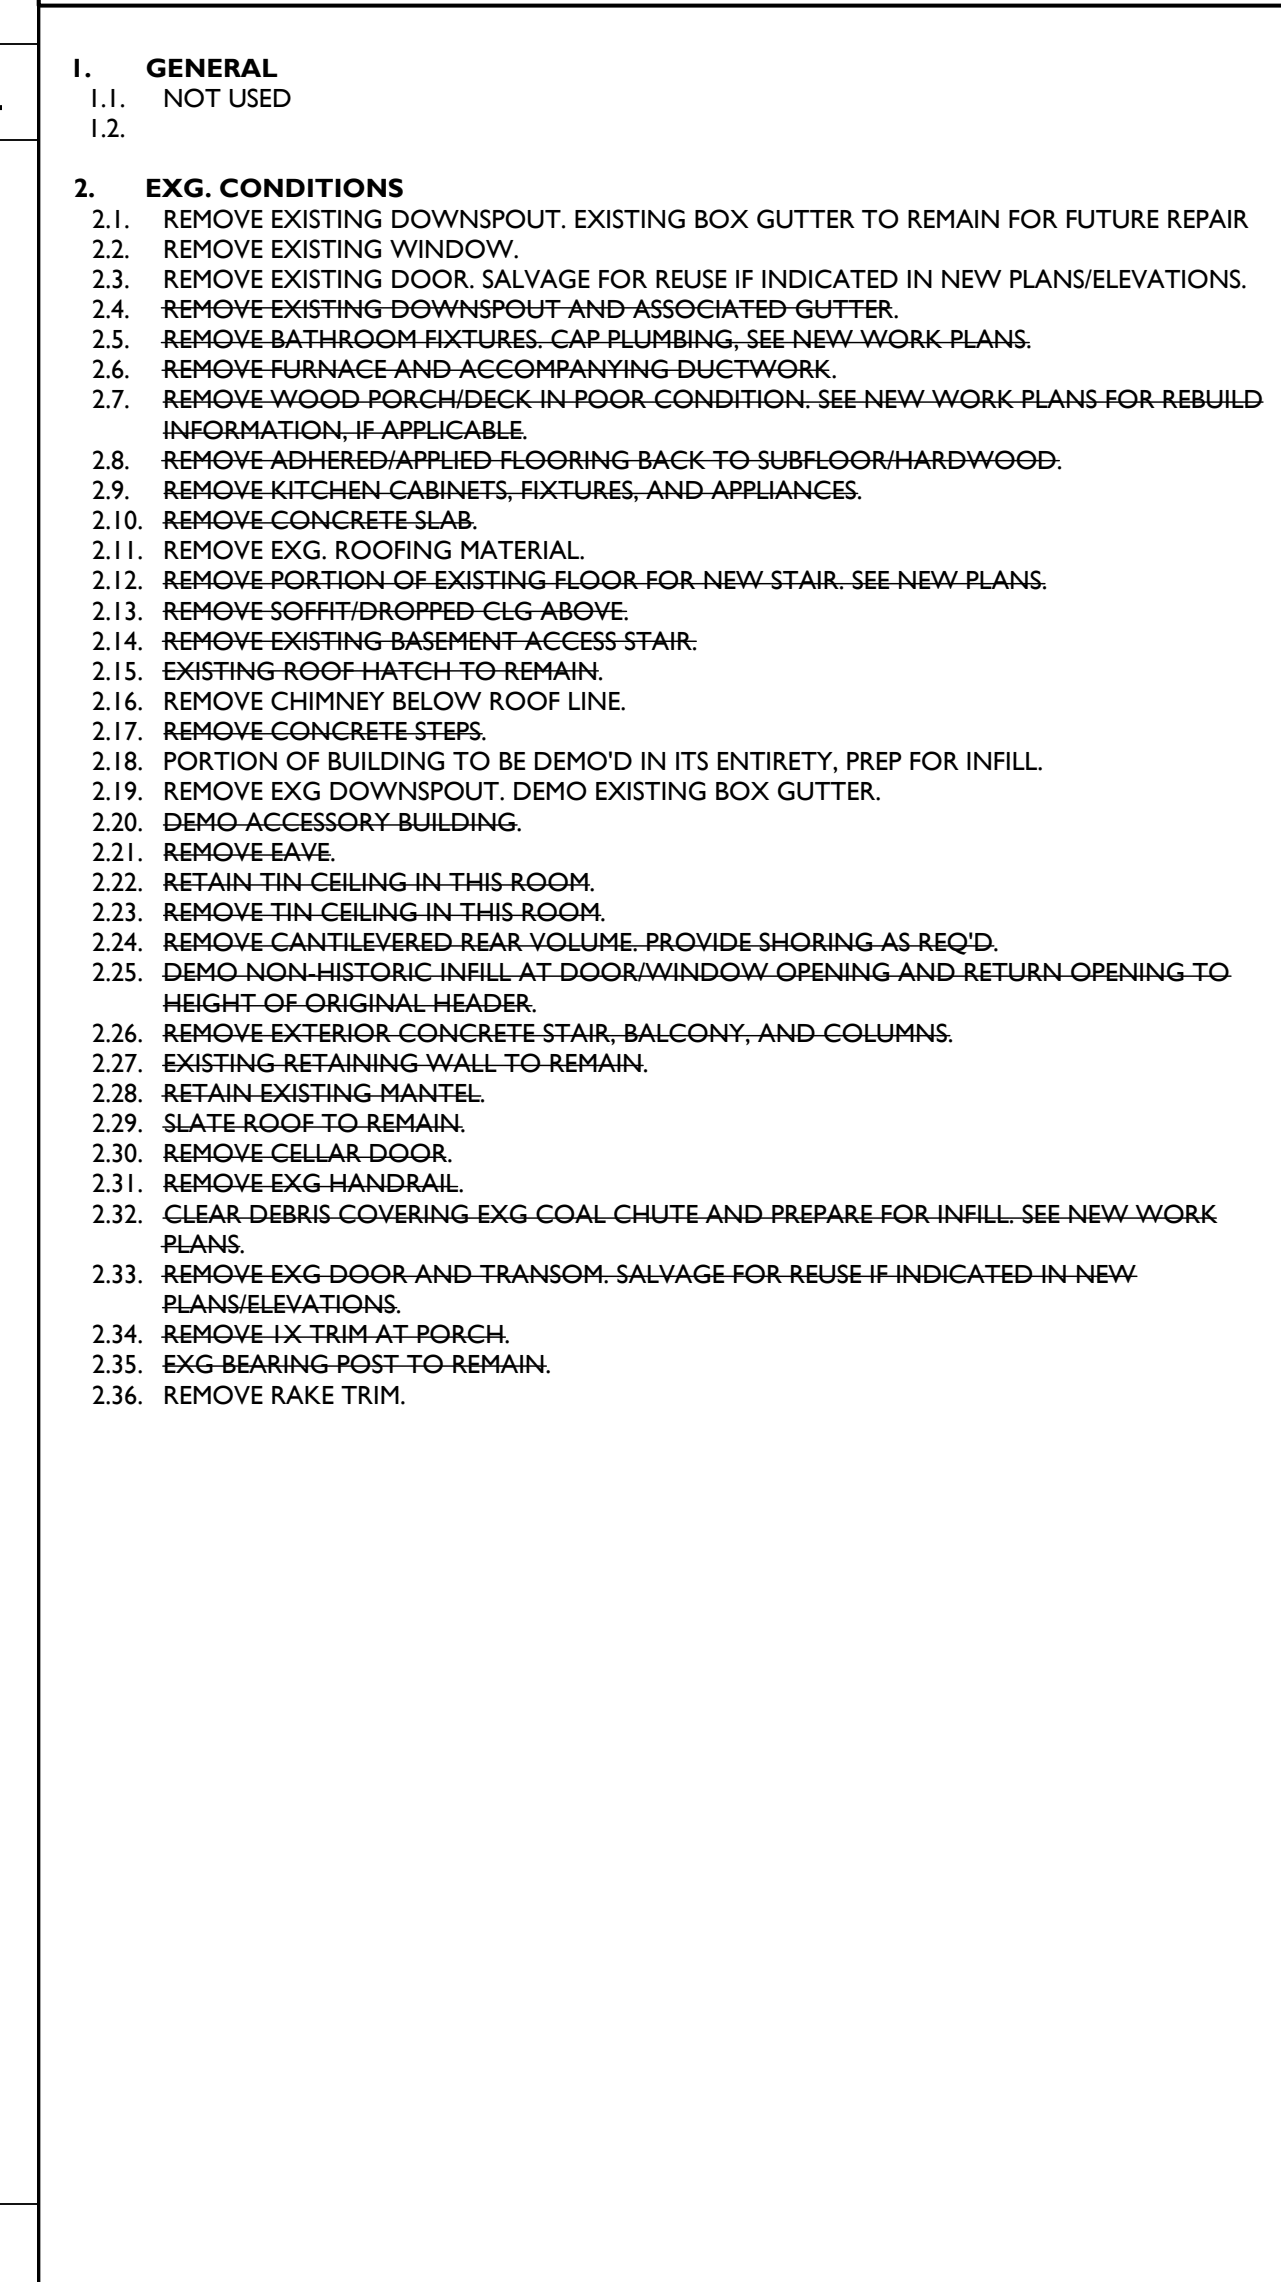 1. GENERAL
1.1. NOT USED
1.2.
2. EXG. CONDITIONS
2.1. REMOVE EXISTING DOWNSPOUT. EXISTING BOX GUTTER TO REMAIN FOR FUTURE REPAIR
2.2. REMOVE EXISTING WINDOW.
2.3. REMOVE EXISTING DOOR. SALVAGE FOR REUSE IF INDICATED IN NEW PLANS/ELEVATIONS.
2.4. REMOVE EXISTING DOWNSPOUT AND ASSOCIATED GUTTER.
2.5. REMOVE BATHROOM FIXTURES. CAP PLUMBING, SEE NEW WORK PLANS.
2.6. REMOVE FURNACE AND ACCOMPANYING DUCTWORK.
2.7. REMOVE WOOD PORCH/DECK IN POOR CONDITION. SEE NEW WORK PLANS FOR REBUILD
INFORMATION, IF APPLICABLE.
2.8. REMOVE ADHERED/APPLIED FLOORING BACK TO SUBFLOOR/HARDWOOD.
2.9. REMOVE KITCHEN CABINETS, FIXTURES, AND APPLIANCES.
2.10. REMOVE CONCRETE SLAB.
2.11. REMOVE EXG. ROOFING MATERIAL.
2.12. REMOVE PORTION OF EXISTING FLOOR FOR NEW STAIR. SEE NEW PLANS.
2.13. REMOVE SOFFIT/DROPPED CLG ABOVE.
2.14. REMOVE EXISTING BASEMENT ACCESS STAIR.
2.15. EXISTING ROOF HATCH TO REMAIN.
2.16. REMOVE CHIMNEY BELOW ROOF LINE.
2.17. REMOVE CONCRETE STEPS.
2.18. PORTION OF BUILDING TO BE DEMO'D IN ITS ENTIRETY, PREP FOR INFILL.
2.19. REMOVE EXG DOWNSPOUT. DEMO EXISTING BOX GUTTER.
2.20. DEMO ACCESSORY BUILDING.
2.21. REMOVE EAVE.
2.22. RETAIN TIN CEILING IN THIS ROOM.
2.23. REMOVE TIN CEILING IN THIS ROOM.
2.24. REMOVE CANTILEVERED REAR VOLUME. PROVIDE SHORING AS REQ'D.
2.25. DEMO NON-HISTORIC INFILL AT DOOR/WINDOW OPENING AND RETURN OPENING TO
HEIGHT OF ORIGINAL HEADER.
2.26. REMOVE EXTERIOR CONCRETE STAIR, BALCONY, AND COLUMNS.
2.27. EXISTING RETAINING WALL TO REMAIN.
2.28. RETAIN EXISTING MANTEL.
2.29. SLATE ROOF TO REMAIN.
2.30. REMOVE CELLAR DOOR.
2.31. REMOVE EXG HANDRAIL.
2.32. CLEAR DEBRIS COVERING EXG COAL CHUTE AND PREPARE FOR INFILL. SEE NEW WORK
PLANS.
2.33. REMOVE EXG DOOR AND TRANSOM. SALVAGE FOR REUSE IF INDICATED IN NEW
PLANS/ELEVATIONS.
2.34. REMOVE 1X TRIM AT PORCH.
2.35. EXG BEARING POST TO REMAIN.
2.36. REMOVE RAKE TRIM.